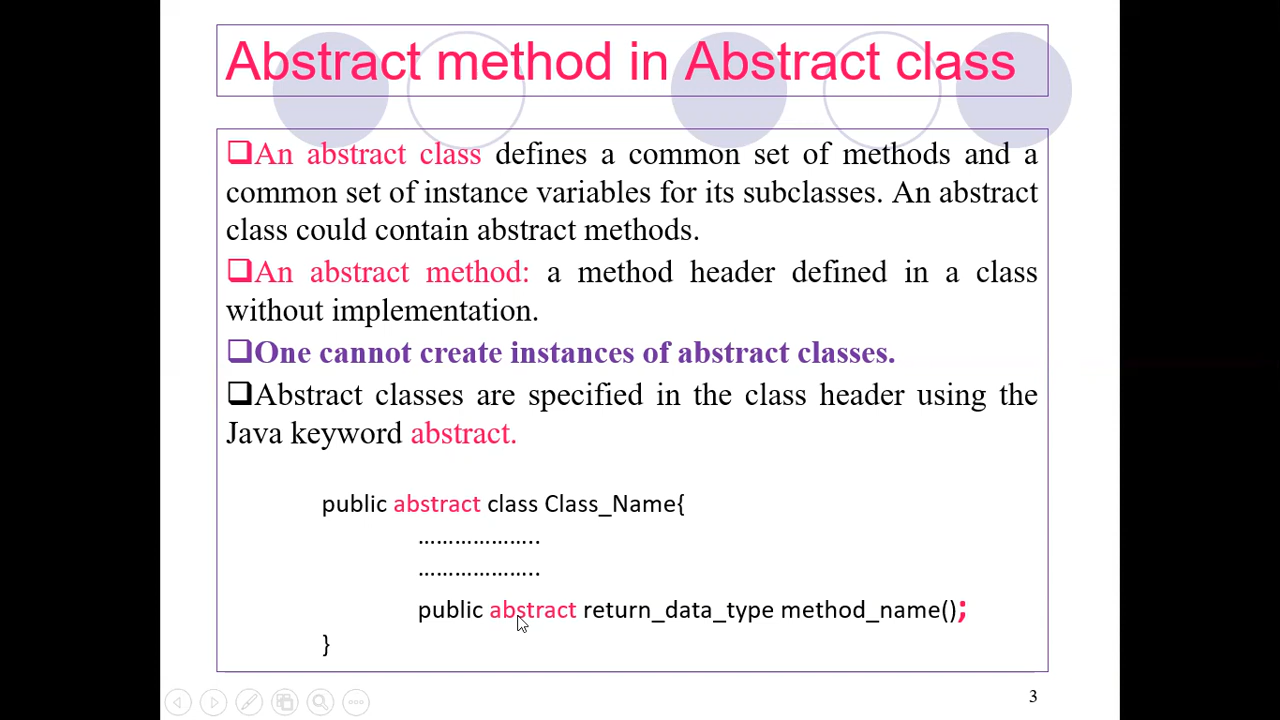 Abstract method in Abstract class
❑An abstract class defines a common set of methods and a
common set of instance variables for its subclasses. An abstract
class could contain abstract methods.
❑An abstract method: a method header defined in a class
without implementation.
❑One cannot create instances of abstract classes.
❑Abstract classes are specified in the class header using the
Java keyword abstract.
public abstract class Class_Name{
………………..
………………..
public abstract return_data_type method_name();
}
3